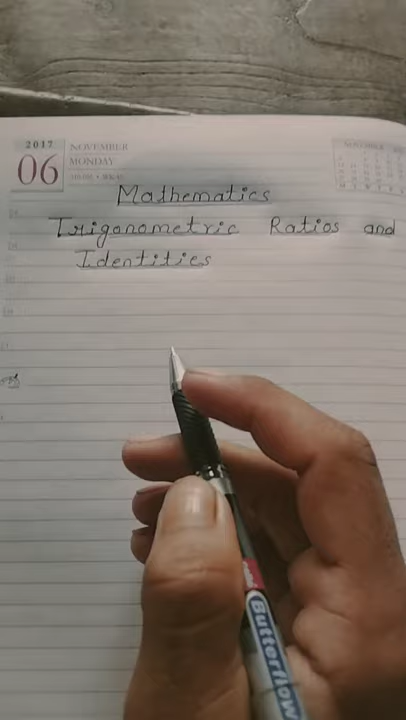 2017
NOVEMBER
06
MONDAY
Mathematics
Trigonometric Ratios and
Identities
Butterflow